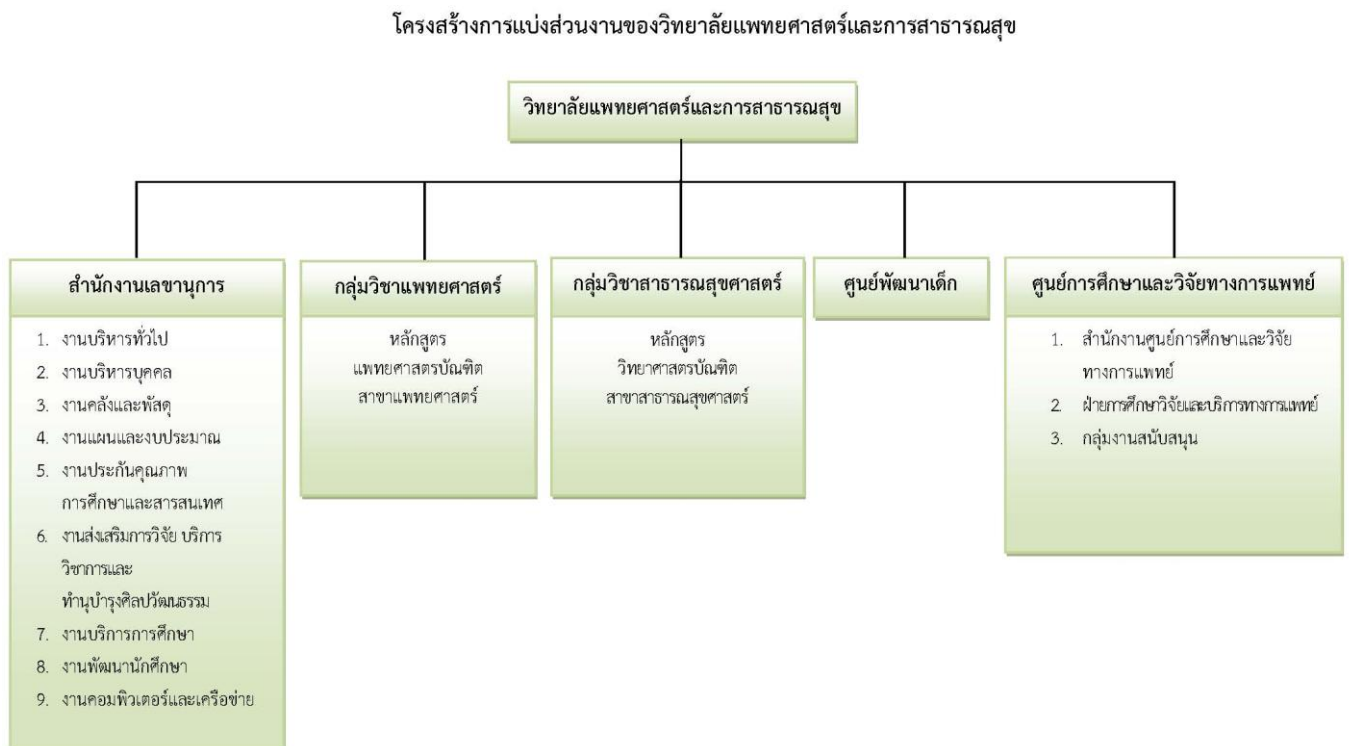 โครงสร้างการแบ่งส่วนงานของวิทยาลัยแพทยศาสตร์และการสาธารณสุข
วิทยาลัยแพทยศาสตร์และการสาธารณสุข
สำนักงานเลขานุการ
1. งานบริหารทั่วไป
2. งานบริหารบุคคล
3. งานคลังและพัสดุ
4. งานแผนและงบประมาณ
5. งานประกันคุณภาพ
การศึกษาและสารสนเทศ
6. งานส่งเสริมการวิจัย บริการ
วิชาการและ
ทำนุบำรุงศิลปวัฒนธรรม
7. งานบริการการศึกษา
8. งานพัฒนานักศึกษา
9. งานคอมพิวเตอร์และเครือข่าย
กลุ่มวิชาแพทยศาสตร์
หลักสูตร
แพทยศาสตรบัณฑิต
สาขาแพทยศาสตร์
กลุ่มวิชาสาธารณสุขศาสตร์
หลักสูตร
วิทยาศาสตรบัณฑิต
สาขาสาธารณสุขศาสตร์
ศูนย์พัฒนาเด็ก
ศูนย์การศึกษาและวิจัยทางการแพทย์
1. สำนักงานศูนย์การศึกษาและวิจัย
ทางการแพทย์
2. ฝ่ายการศึกษาวิจัยและบริการทางการแพทย์
3. กลุ่มงานสนับสนุน